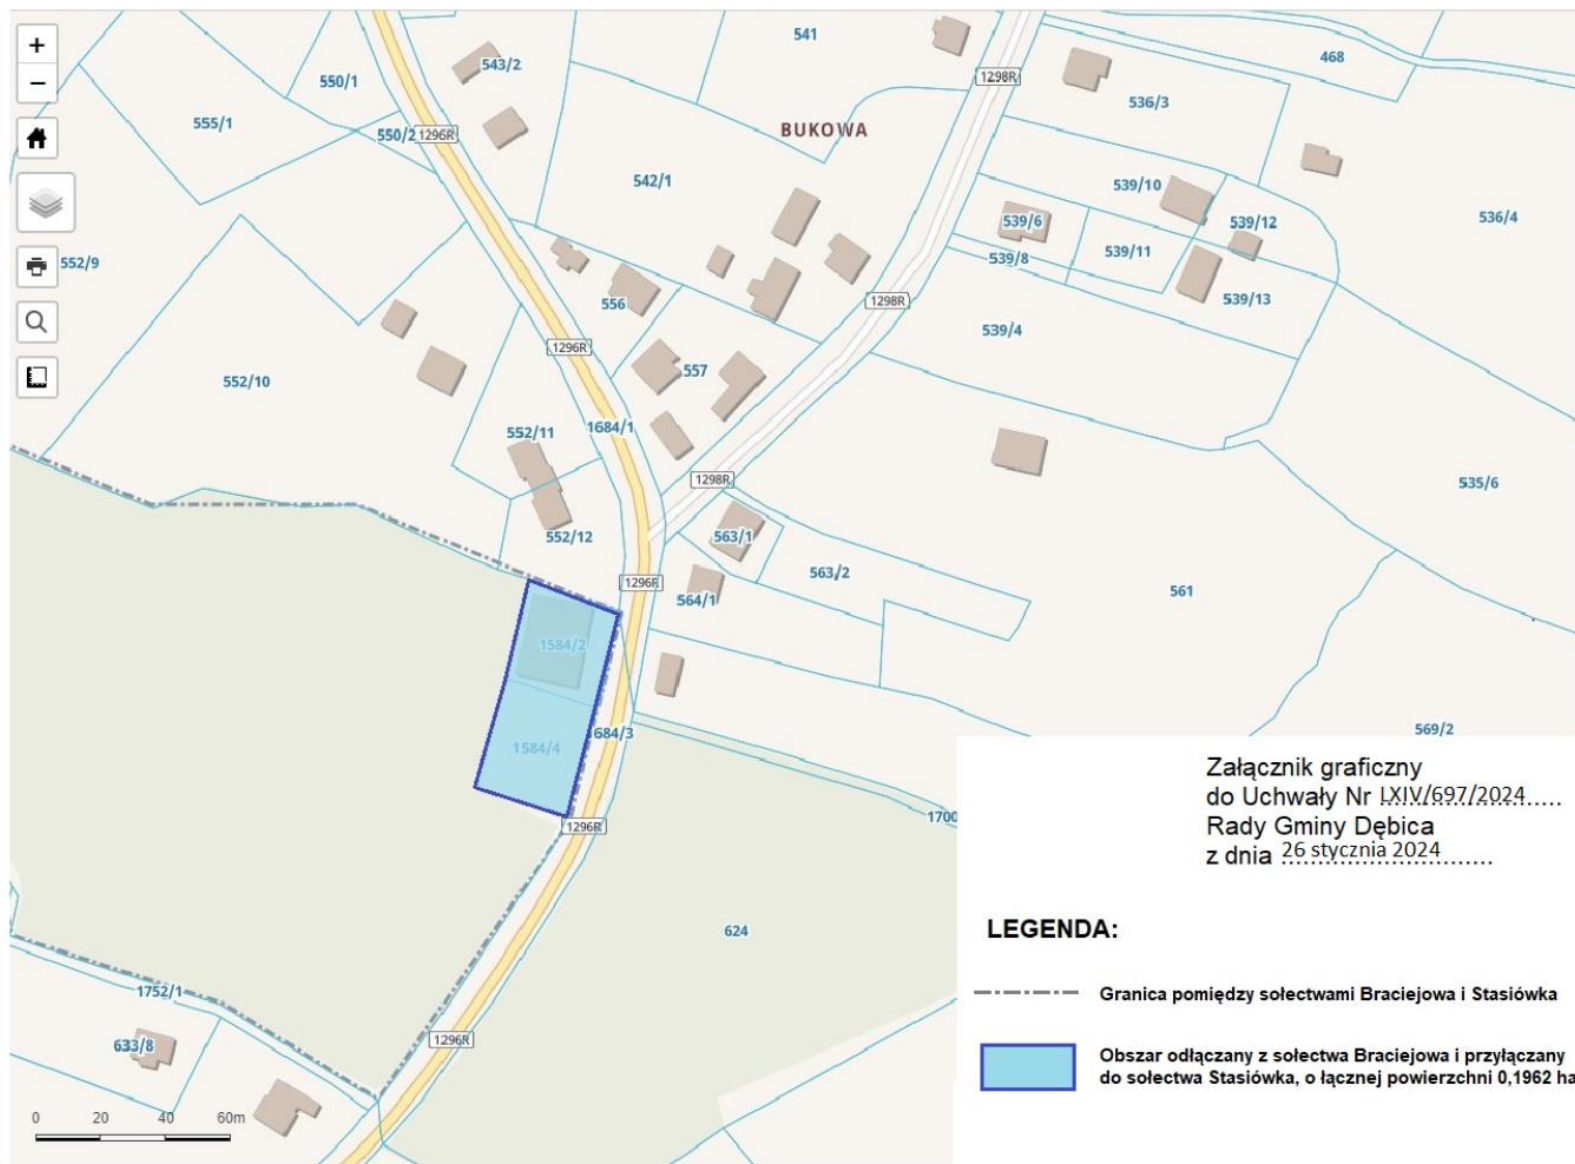 +
−
541
468
543/2
1298R
550/1
536/3
555/1
550/2
1296R
BUKOWA
542/1
539/10
536/4
539/6
539/12
539/11
539/8
552/9
556
1298R
539/13
539/4
1296R
557
552/10
1684/1
552/11
1298R
535/6
552/12
563/1
563/2
1296R
564/1
561
1584/2
684/3
1584/4
569/2
1700
1296R
624
1752/1
1296R
633/8
0 20 40 60m
Załącznik graficzny
do Uchwały Nr LXIV/697/2024.....
Rady Gminy Dębica
z dnia 26 stycznia 2024
LEGENDA:
Granica pomiędzy sołectwami Braciejowa i Stasiówka
Obszar odłączany z sołectwa Braciejowa i przyłączany
do sołectwa Stasiówka, o łącznej powierzchni 0,1962 ha